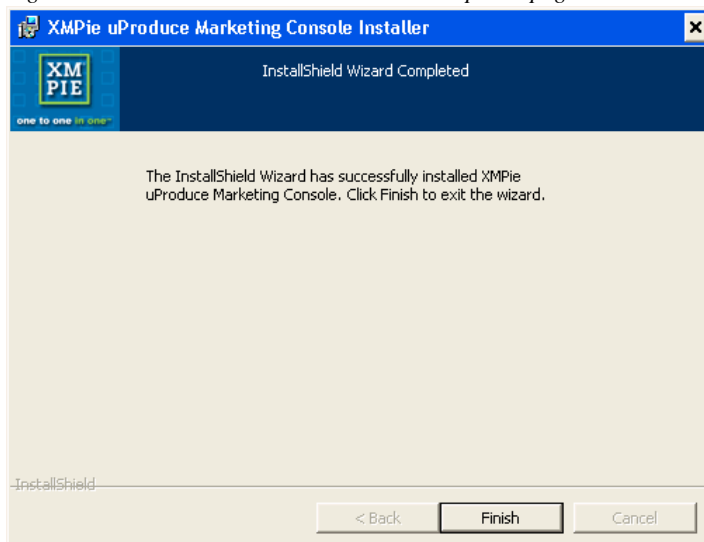 XMPie uProduce Marketing Console Installer
XM
PIE
one to one in one™
InstallShield Wizard Completed
The InstallShield Wizard has successfully installed XMPie
uProduce Marketing Console. Click Finish to exit the wizard.
InstallShield
< Back
Finish
Cancel